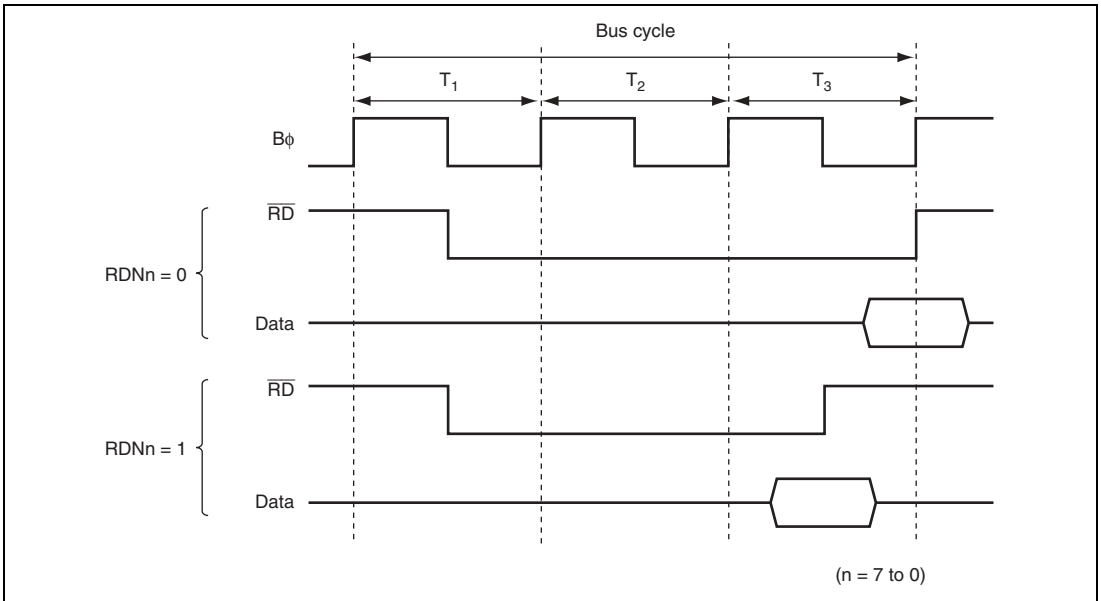 Bus cycle
T1 T2 T3
Bϕ
RD
RDNn = 0
Data
RD
RDNn = 1
Data
(n = 7 to 0)